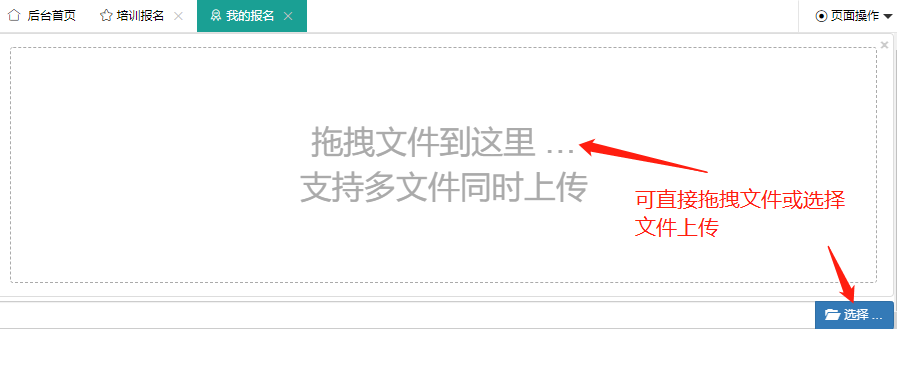 后台首页 培训报名 我的报名 页面操作
拖拽文件到这里 …
支持多文件同时上传
可直接拖拽文件或选择
文件上传
选择 ...